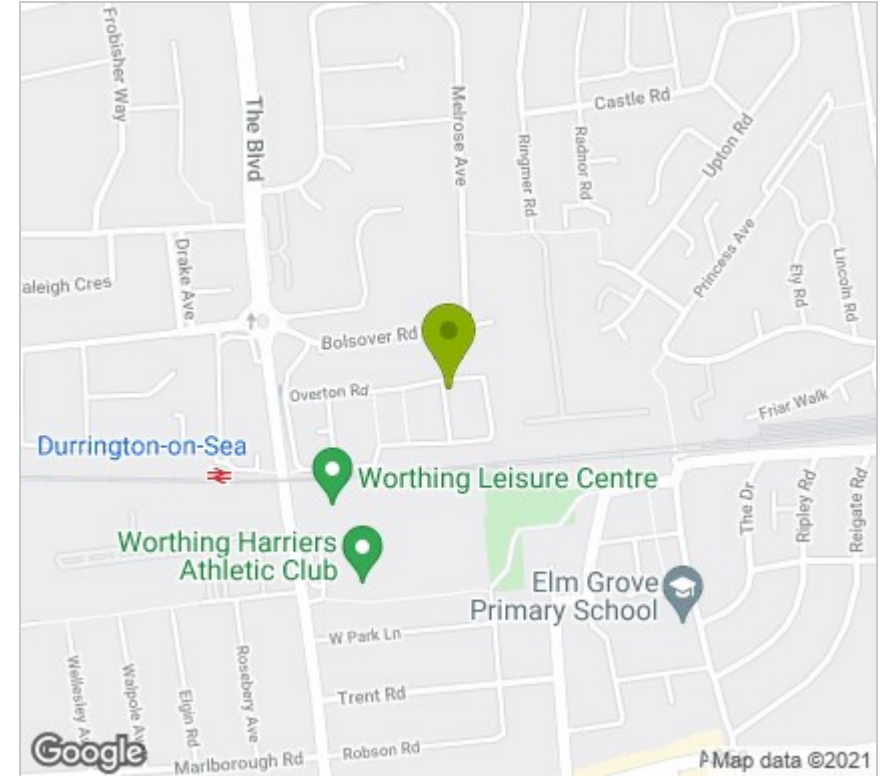 Frobisher Way
The Blvd
Melrose Ave
Ringmer Rd
Castle Rd
Radnor Rd
Upton Rd
Princess Ave
Ely Rd
Lincoln Rd
aleigh Cres
Drake Ave
Bolsover Rd
Overton Rd
Friar Walk
Durrington-on-Sea
Worthing Leisure Centre
Worthing Harriers
Athletic Club
Elm Grove
Primary School
The Dr
Ripley Rd
Reigate Rd
W Park Ln
Trent Rd
Robson Rd
Wellesley Av
Walpole Av
Elgin Rd
Rosebery Ave
Marlborough Rd
Google
Map data ©2021